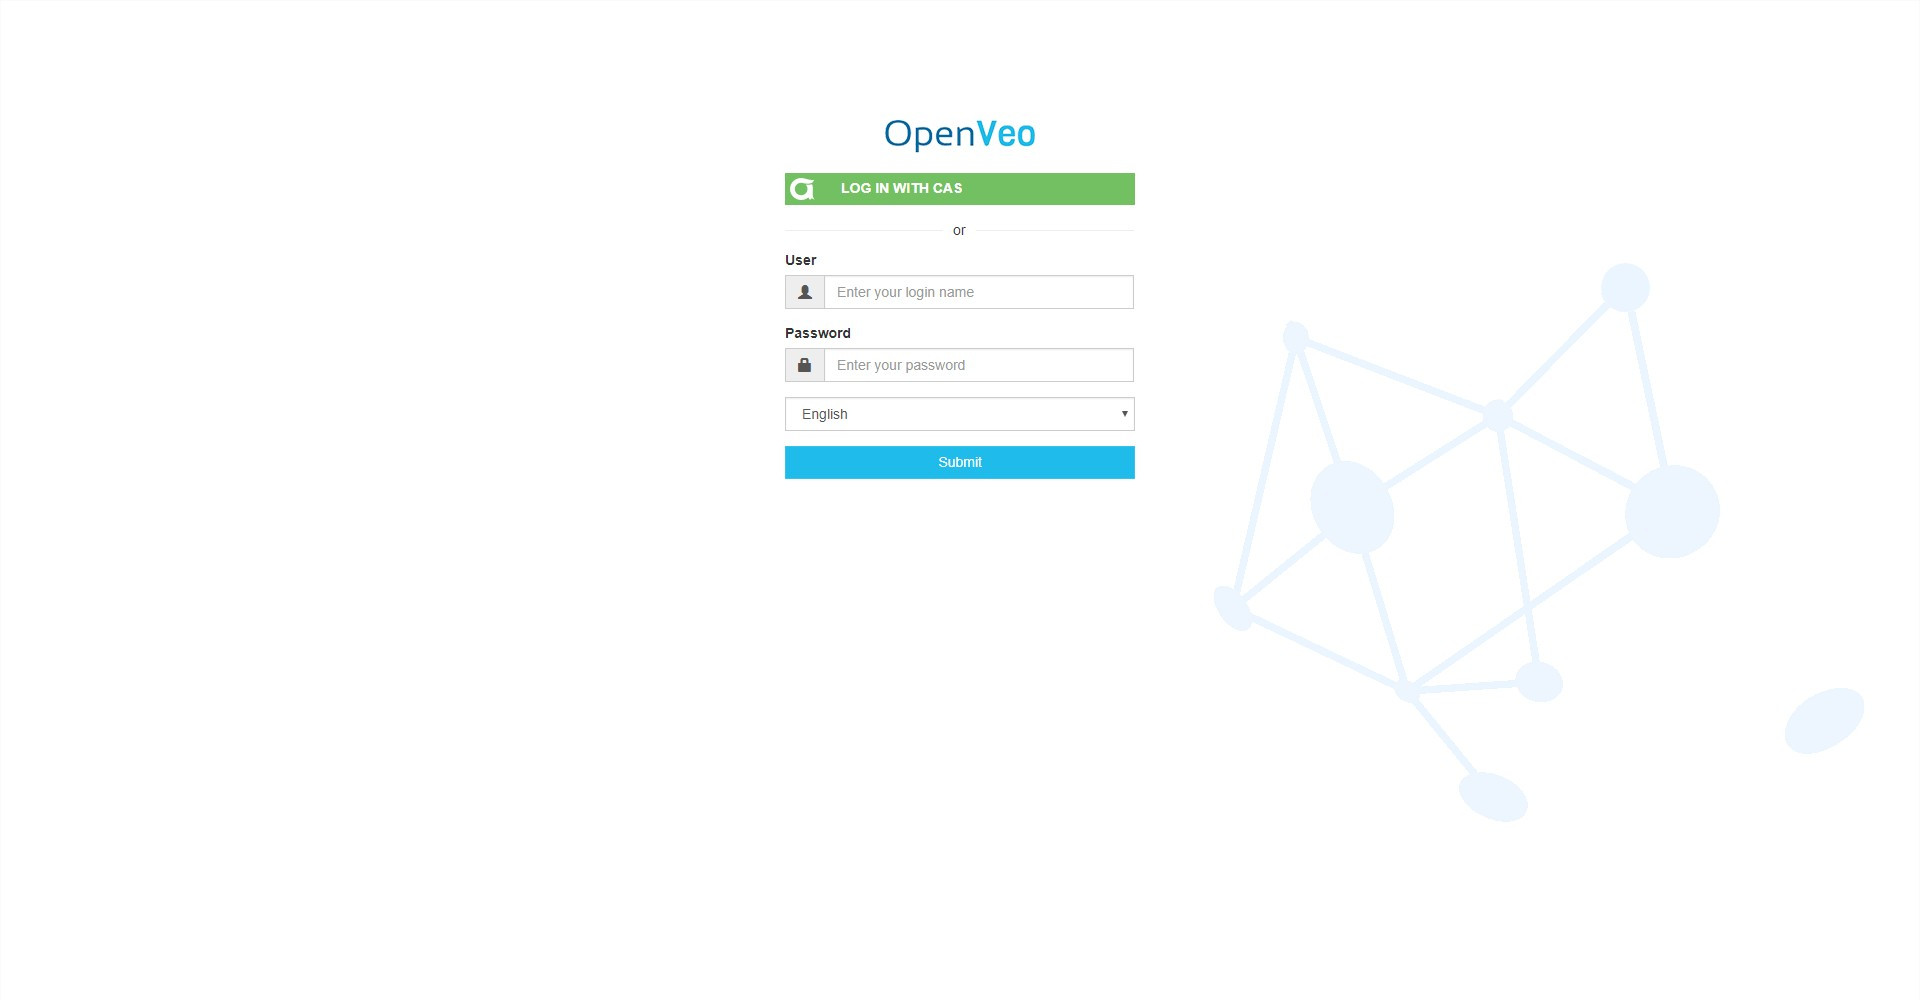 OpenVeo
LOG IN WITH CAS
or
User
Enter your login name
Password
Enter your password
English
Submit